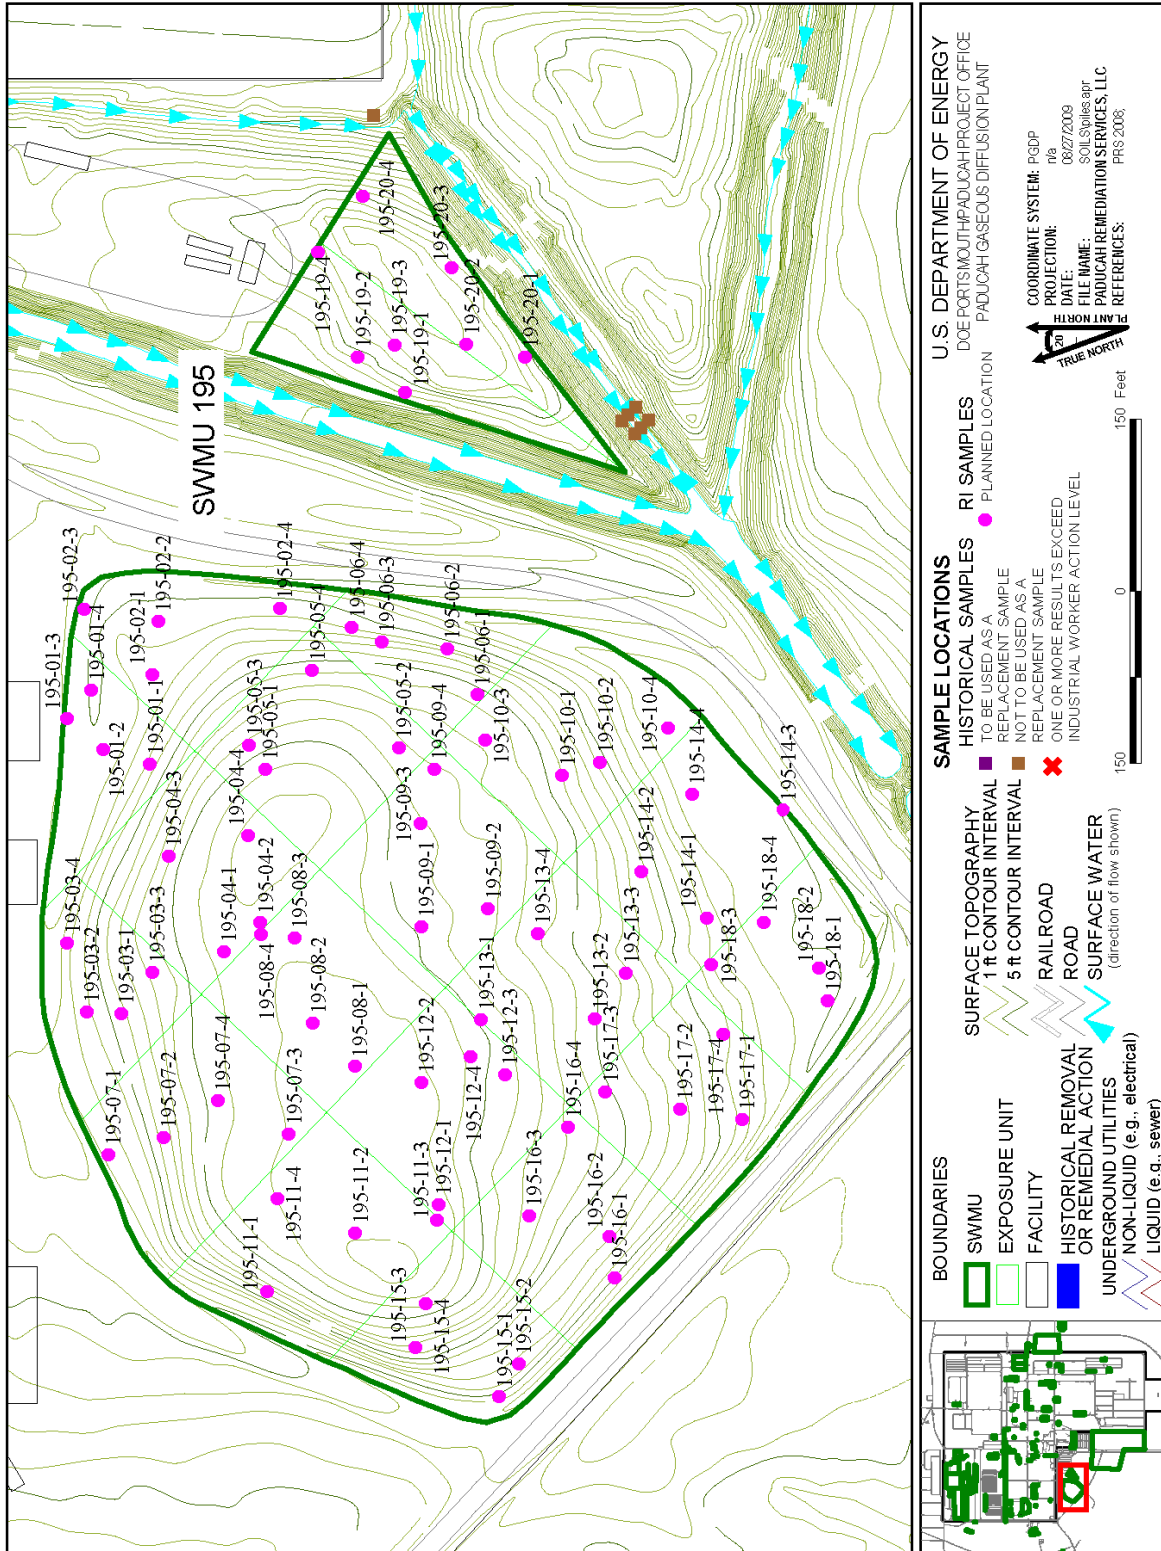 SWMU 195
195-01-3
195-02-3
195-01-4
195-02-1
195-02-2
195-01-2
195-01-1
195-02-4
195-04-3
195-05-3
195-05-1
195-05-4
195-06-4
195-06-3
195-06-2
195-06-1
195-03-4
195-03-2
195-03-1
195-03-3
195-04-4
195-04-1
195-04-2
195-08-3
195-08-4
195-08-2
195-08-1
195-05-2
195-09-4
195-09-3
195-09-1
195-09-2
195-10-3
195-10-1
195-10-2
195-10-4
195-07-1
195-07-2
195-07-4
195-07-3
195-11-4
195-11-1
195-11-2
195-11-3
195-12-1
195-12-2
195-12-4
195-12-3
195-13-1
195-13-4
195-13-3
195-13-2
195-14-4
195-14-3
195-14-2
195-14-1
195-15-3
195-15-4
195-15-1
195-15-2
195-16-4
195-16-3
195-16-2
195-16-1
195-17-3
195-17-2
195-17-4
195-17-1
195-18-4
195-18-3
195-18-2
195-18-1
195-19-4
195-19-2
195-19-3
195-19-1
195-20-4
195-20-3
195-20-2
195-20-1
BOUNDARIES
SWMU
EXPOSURE UNIT
FACILITY
HISTORICAL REMOVAL
OR REMEDIAL ACTION
UNDERGROUND UTILITIES
NON-LIQUID (e.g., electrical)
LIQUID (e.g., sewer)
SURFACE TOPOGRAPHY
1 ft CONTOUR INTERVAL
5 ft CONTOUR INTERVAL
RAILROAD
ROAD
SURFACE WATER
(direction of flow shown)
SAMPLE LOCATIONS
HISTORICAL SAMPLES
TO BE USED AS A
REPLACEMENT SAMPLE
NOT TO BE USED AS A
REPLACEMENT SAMPLE
ONE OR MORE RESULTS EXCEED
INDUSTRIAL WORKER ACTION LEVEL
RI SAMPLES
PLANNED LOCATION
150 0 150 Feet
U.S. DEPARTMENT OF ENERGY
DOE PORTSMOUTH/PADUCAH PROJECT OFFICE
PADUCAH GASEOUS DIFFUSION PLANT
TRUE NORTH
20
PLANT NORTH
COORDINATE SYSTEM: PGDP
PROJECTION: n/a
DATE: 08/27/2009
FILE NAME: SOILS\piles.apr
PADUCAH REMEDIATION SERVICES, LLC
REFERENCES: PRS 2008;